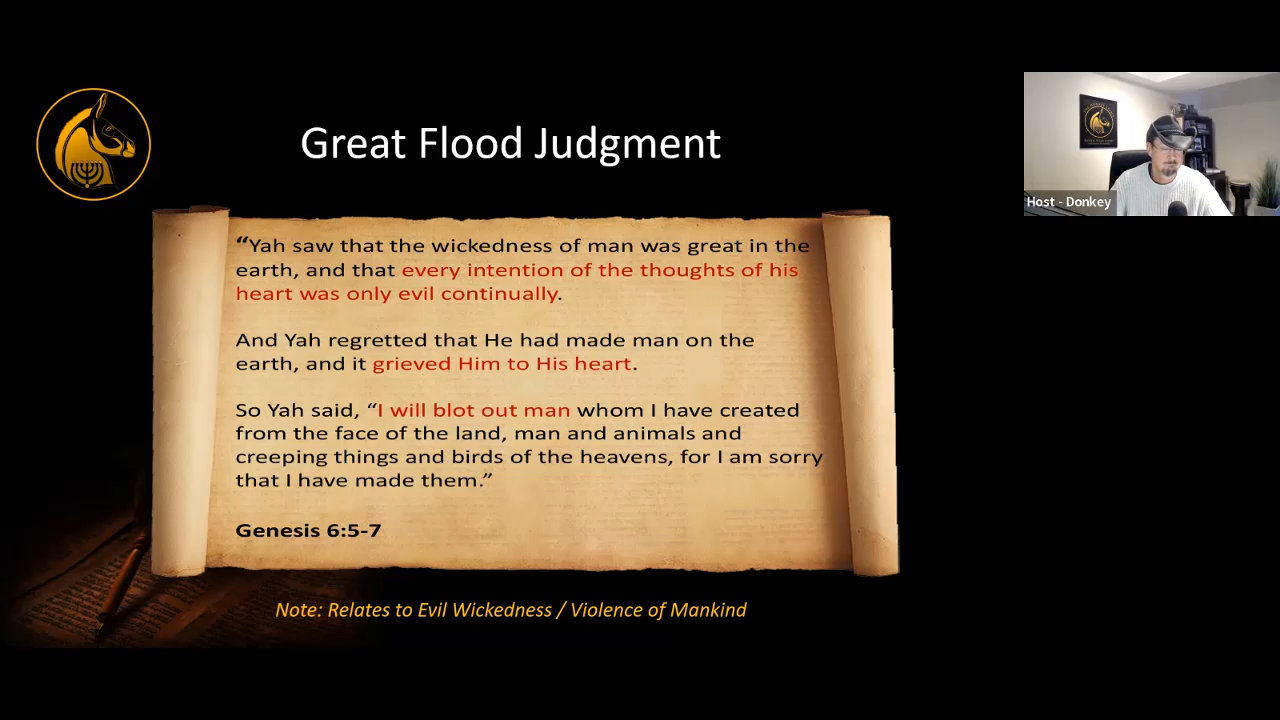 Great Flood Judgment
“Yah saw that the wickedness of man was great in the
earth, and that every intention of the thoughts of his
heart was only evil continually.
And Yah regretted that He had made man on the
earth, and it grieved Him to His heart.
So Yah said, “I will blot out man whom I have created
from the face of the land, man and animals and
creeping things and birds of the heavens, for I am sorry
that I have made them.”
Genesis 6:5-7
Note: Relates to Evil Wickedness / Violence of Mankind
Host - Donkey